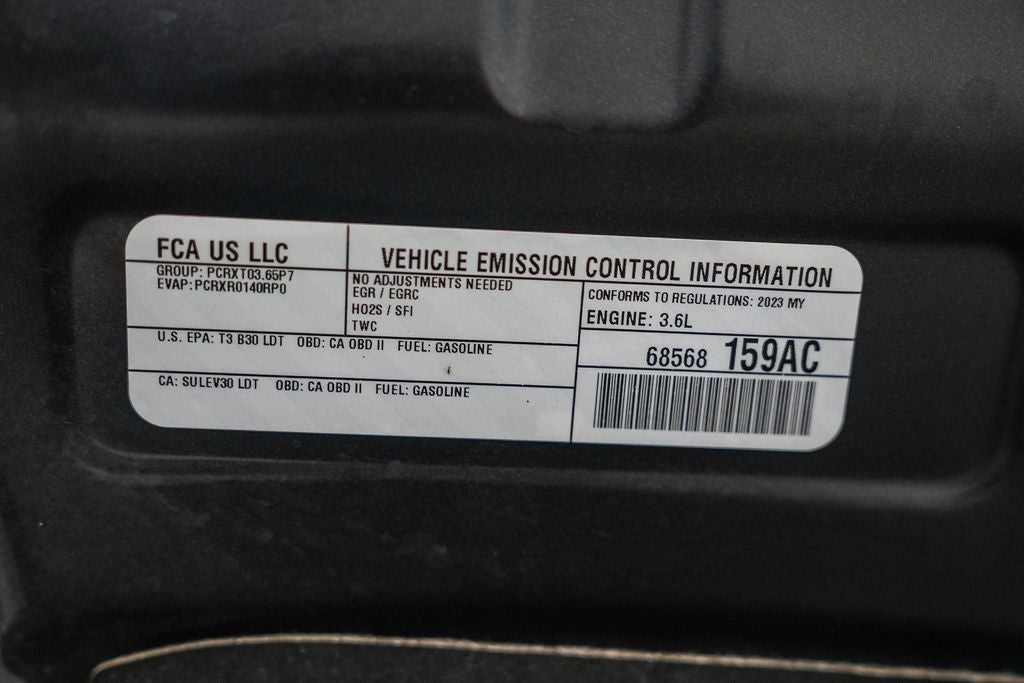 FCA US LLC
VEHICLE EMISSION CONTROL INFORMATION
GROUP: PCRXT03.65P7
EVAP: PCRXR0140RP0
NO ADJUSTMENTS NEEDED
EGR / EGRC
HO2S / SFI
TWC
CONFORMS TO REGULATIONS: 2023 MY
ENGINE: 3.6L
U.S. EPA: T3 B30 LDT OBD: CA OBD II FUEL: GASOLINE
68568 159AC
CA: SULEV30 LDT OBD: CA OBD II FUEL: GASOLINE